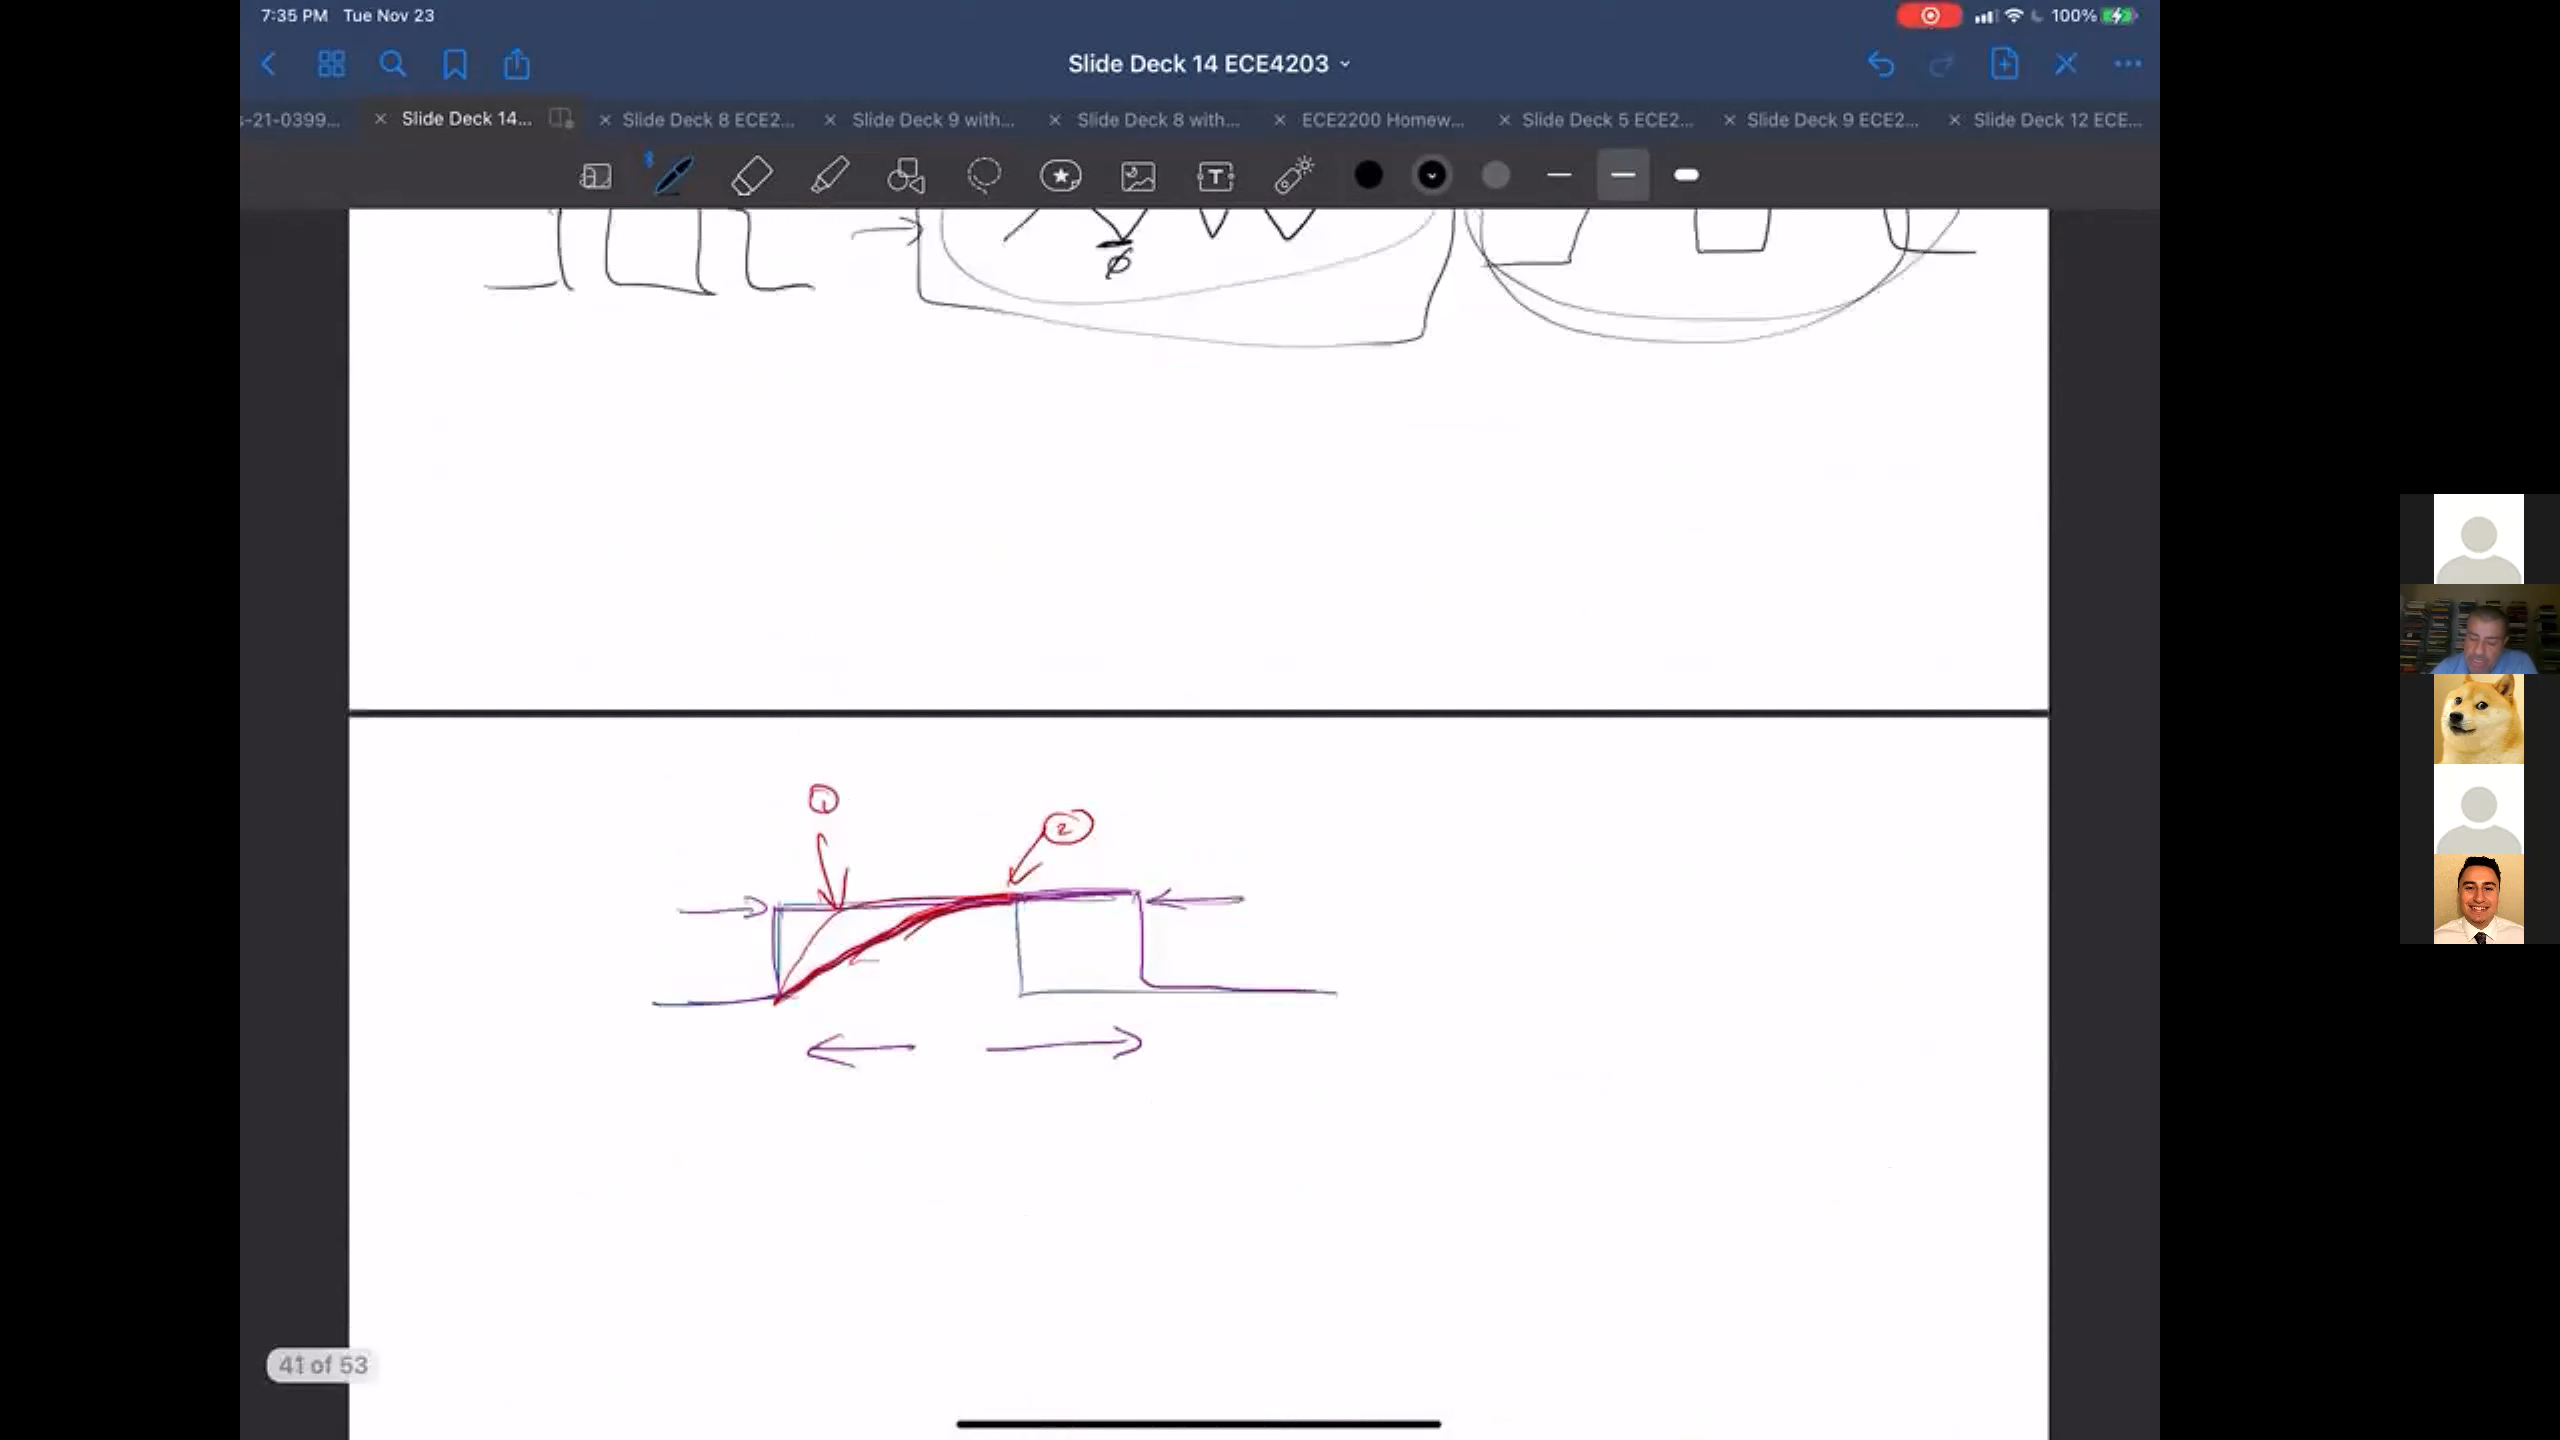 7:35 PM Tue Nov 23
100%
Slide Deck 14 ECE4203
s-21-0399...
Slide Deck 14...
Slide Deck 8 ECE2...
Slide Deck 9 with...
Slide Deck 8 with...
ECE2200 Homew...
Slide Deck 5 ECE2...
Slide Deck 9 ECE2...
Slide Deck 12 ECE...
T
ø
1
2
41 of 53